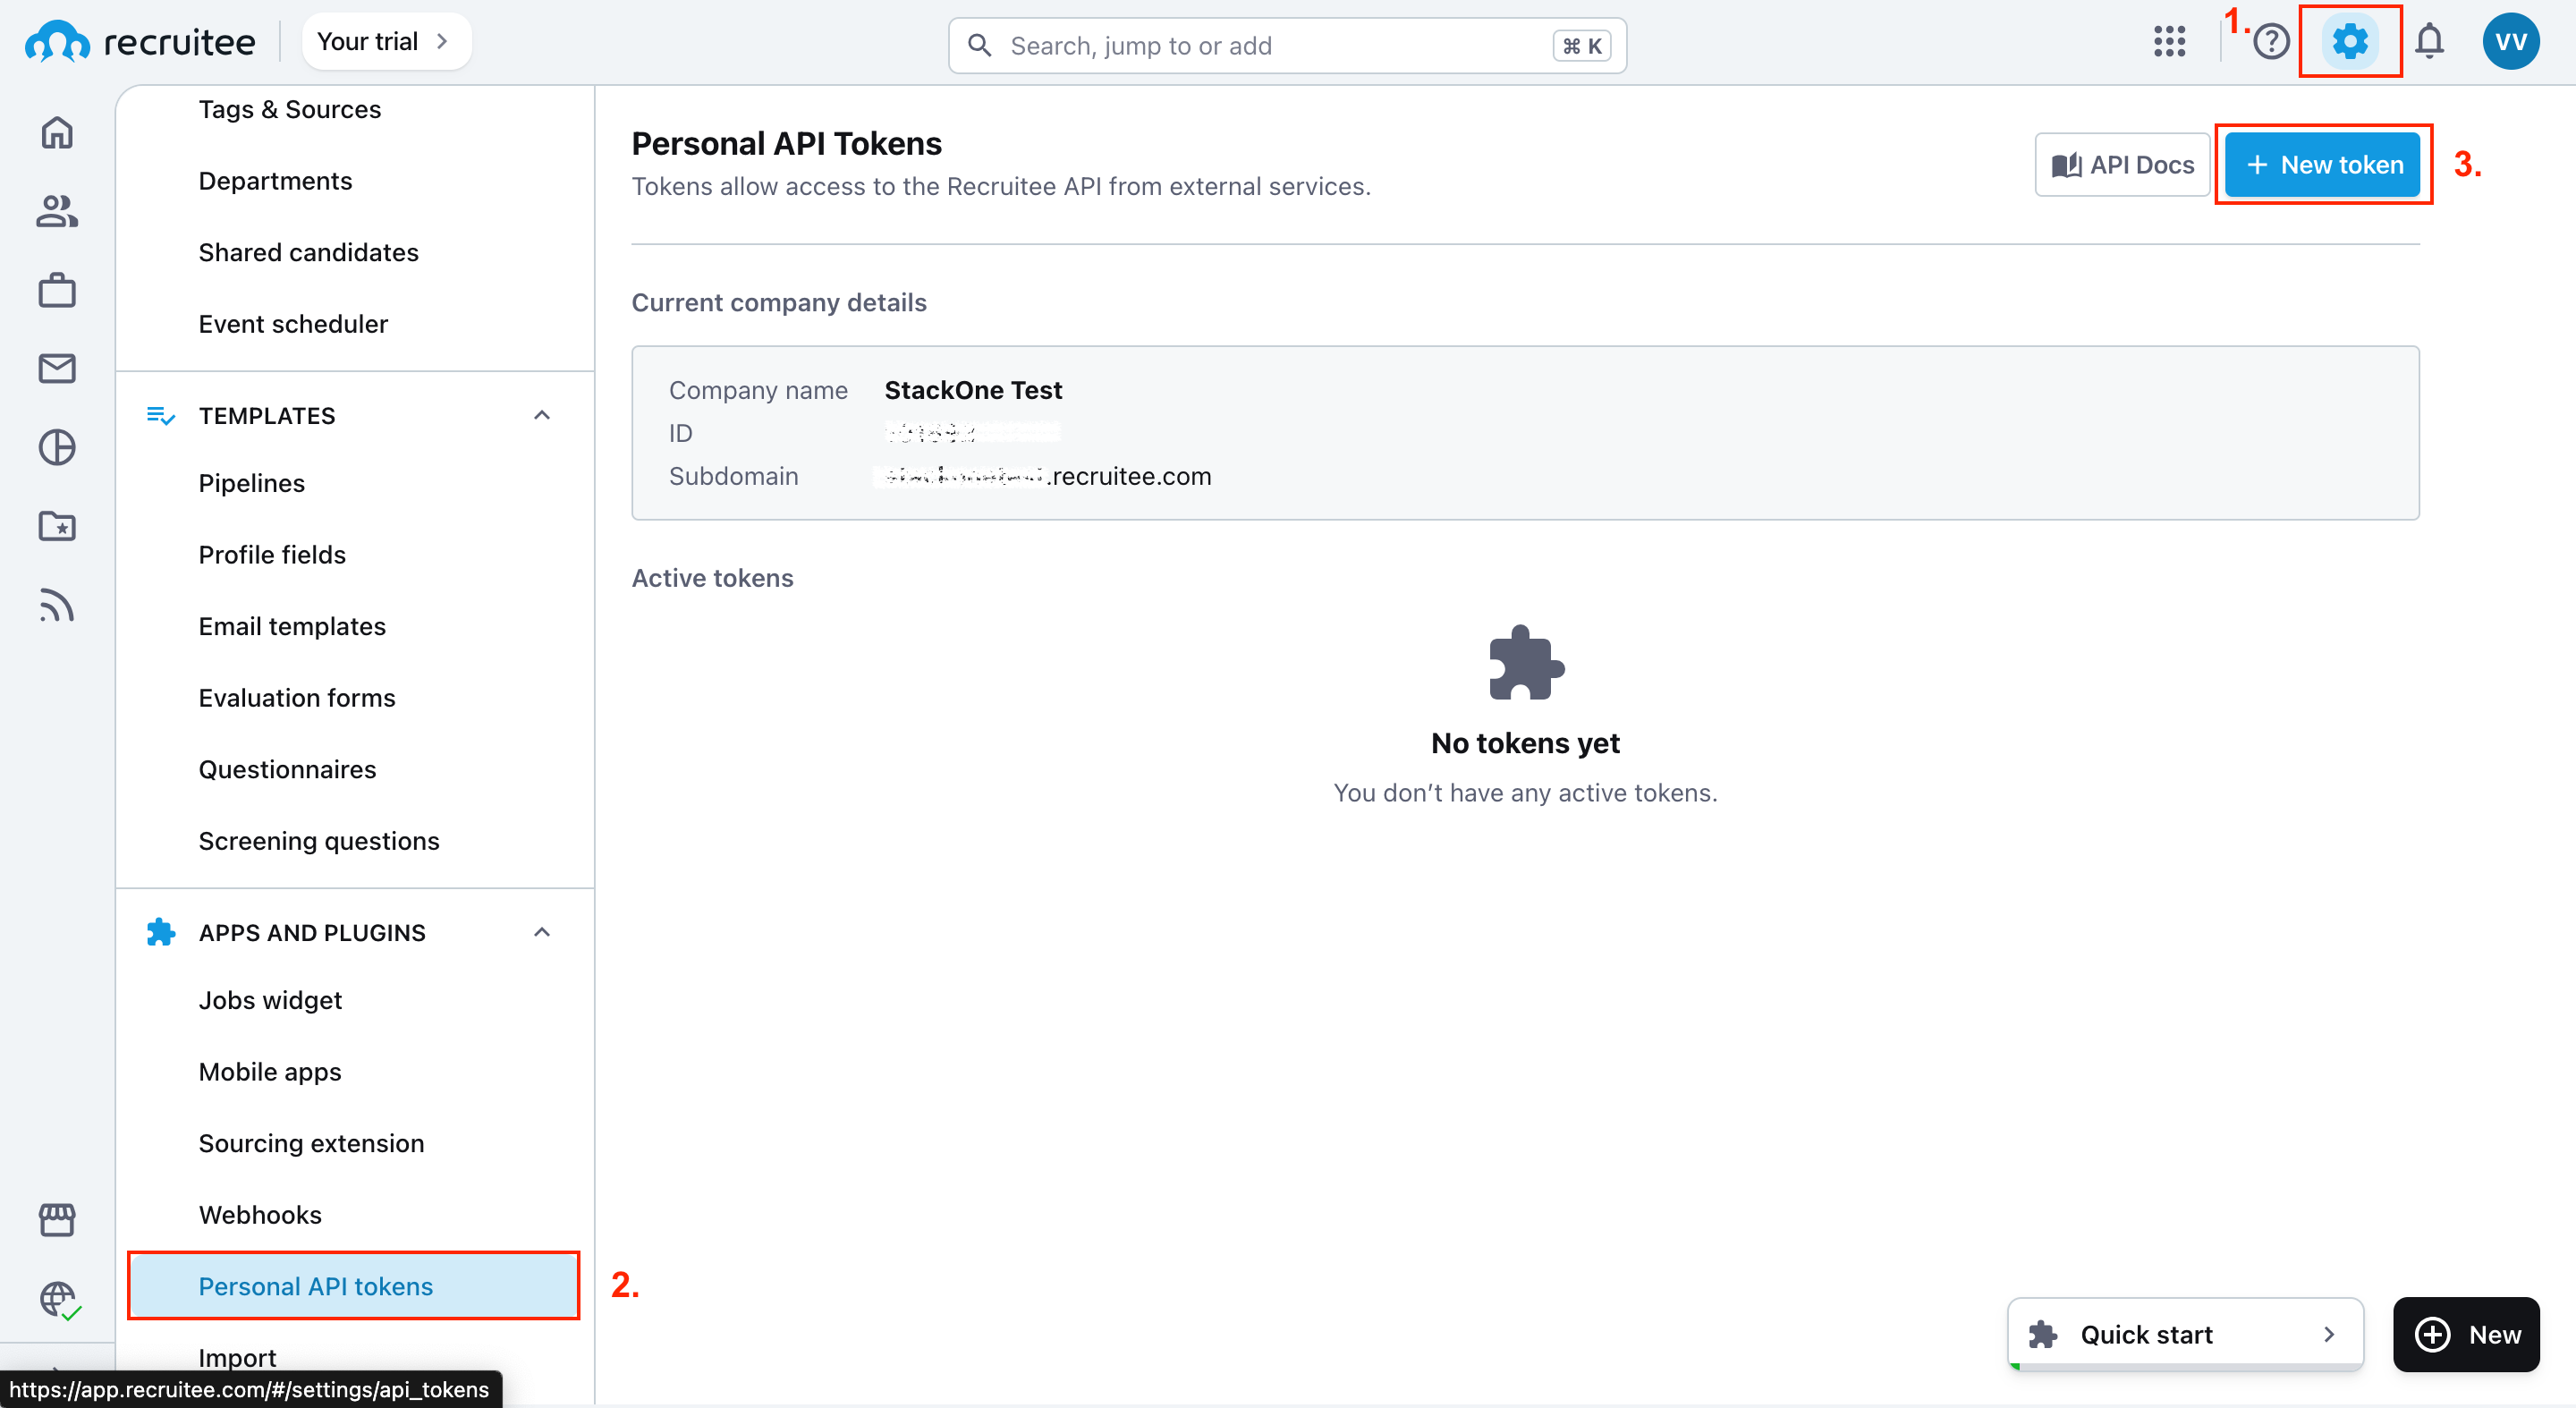 recruitee
Your trial
Search, jump to or add
⌘ K
1.
VV
Tags & Sources
Departments
Shared candidates
Event scheduler
TEMPLATES
Pipelines
Profile fields
Email templates
Evaluation forms
Questionnaires
Screening questions
APPS AND PLUGINS
Jobs widget
Mobile apps
Sourcing extension
Webhooks
Personal API tokens
2.
Import
https://app.recruitee.com/#/settings/api_tokens
Personal API Tokens
Tokens allow access to the Recruitee API from external services.
API Docs
+ New token
3.
Current company details
Company name StackOne Test
ID
Subdomain .recruitee.com
Active tokens
No tokens yet
You don’t have any active tokens.
Quick start
New